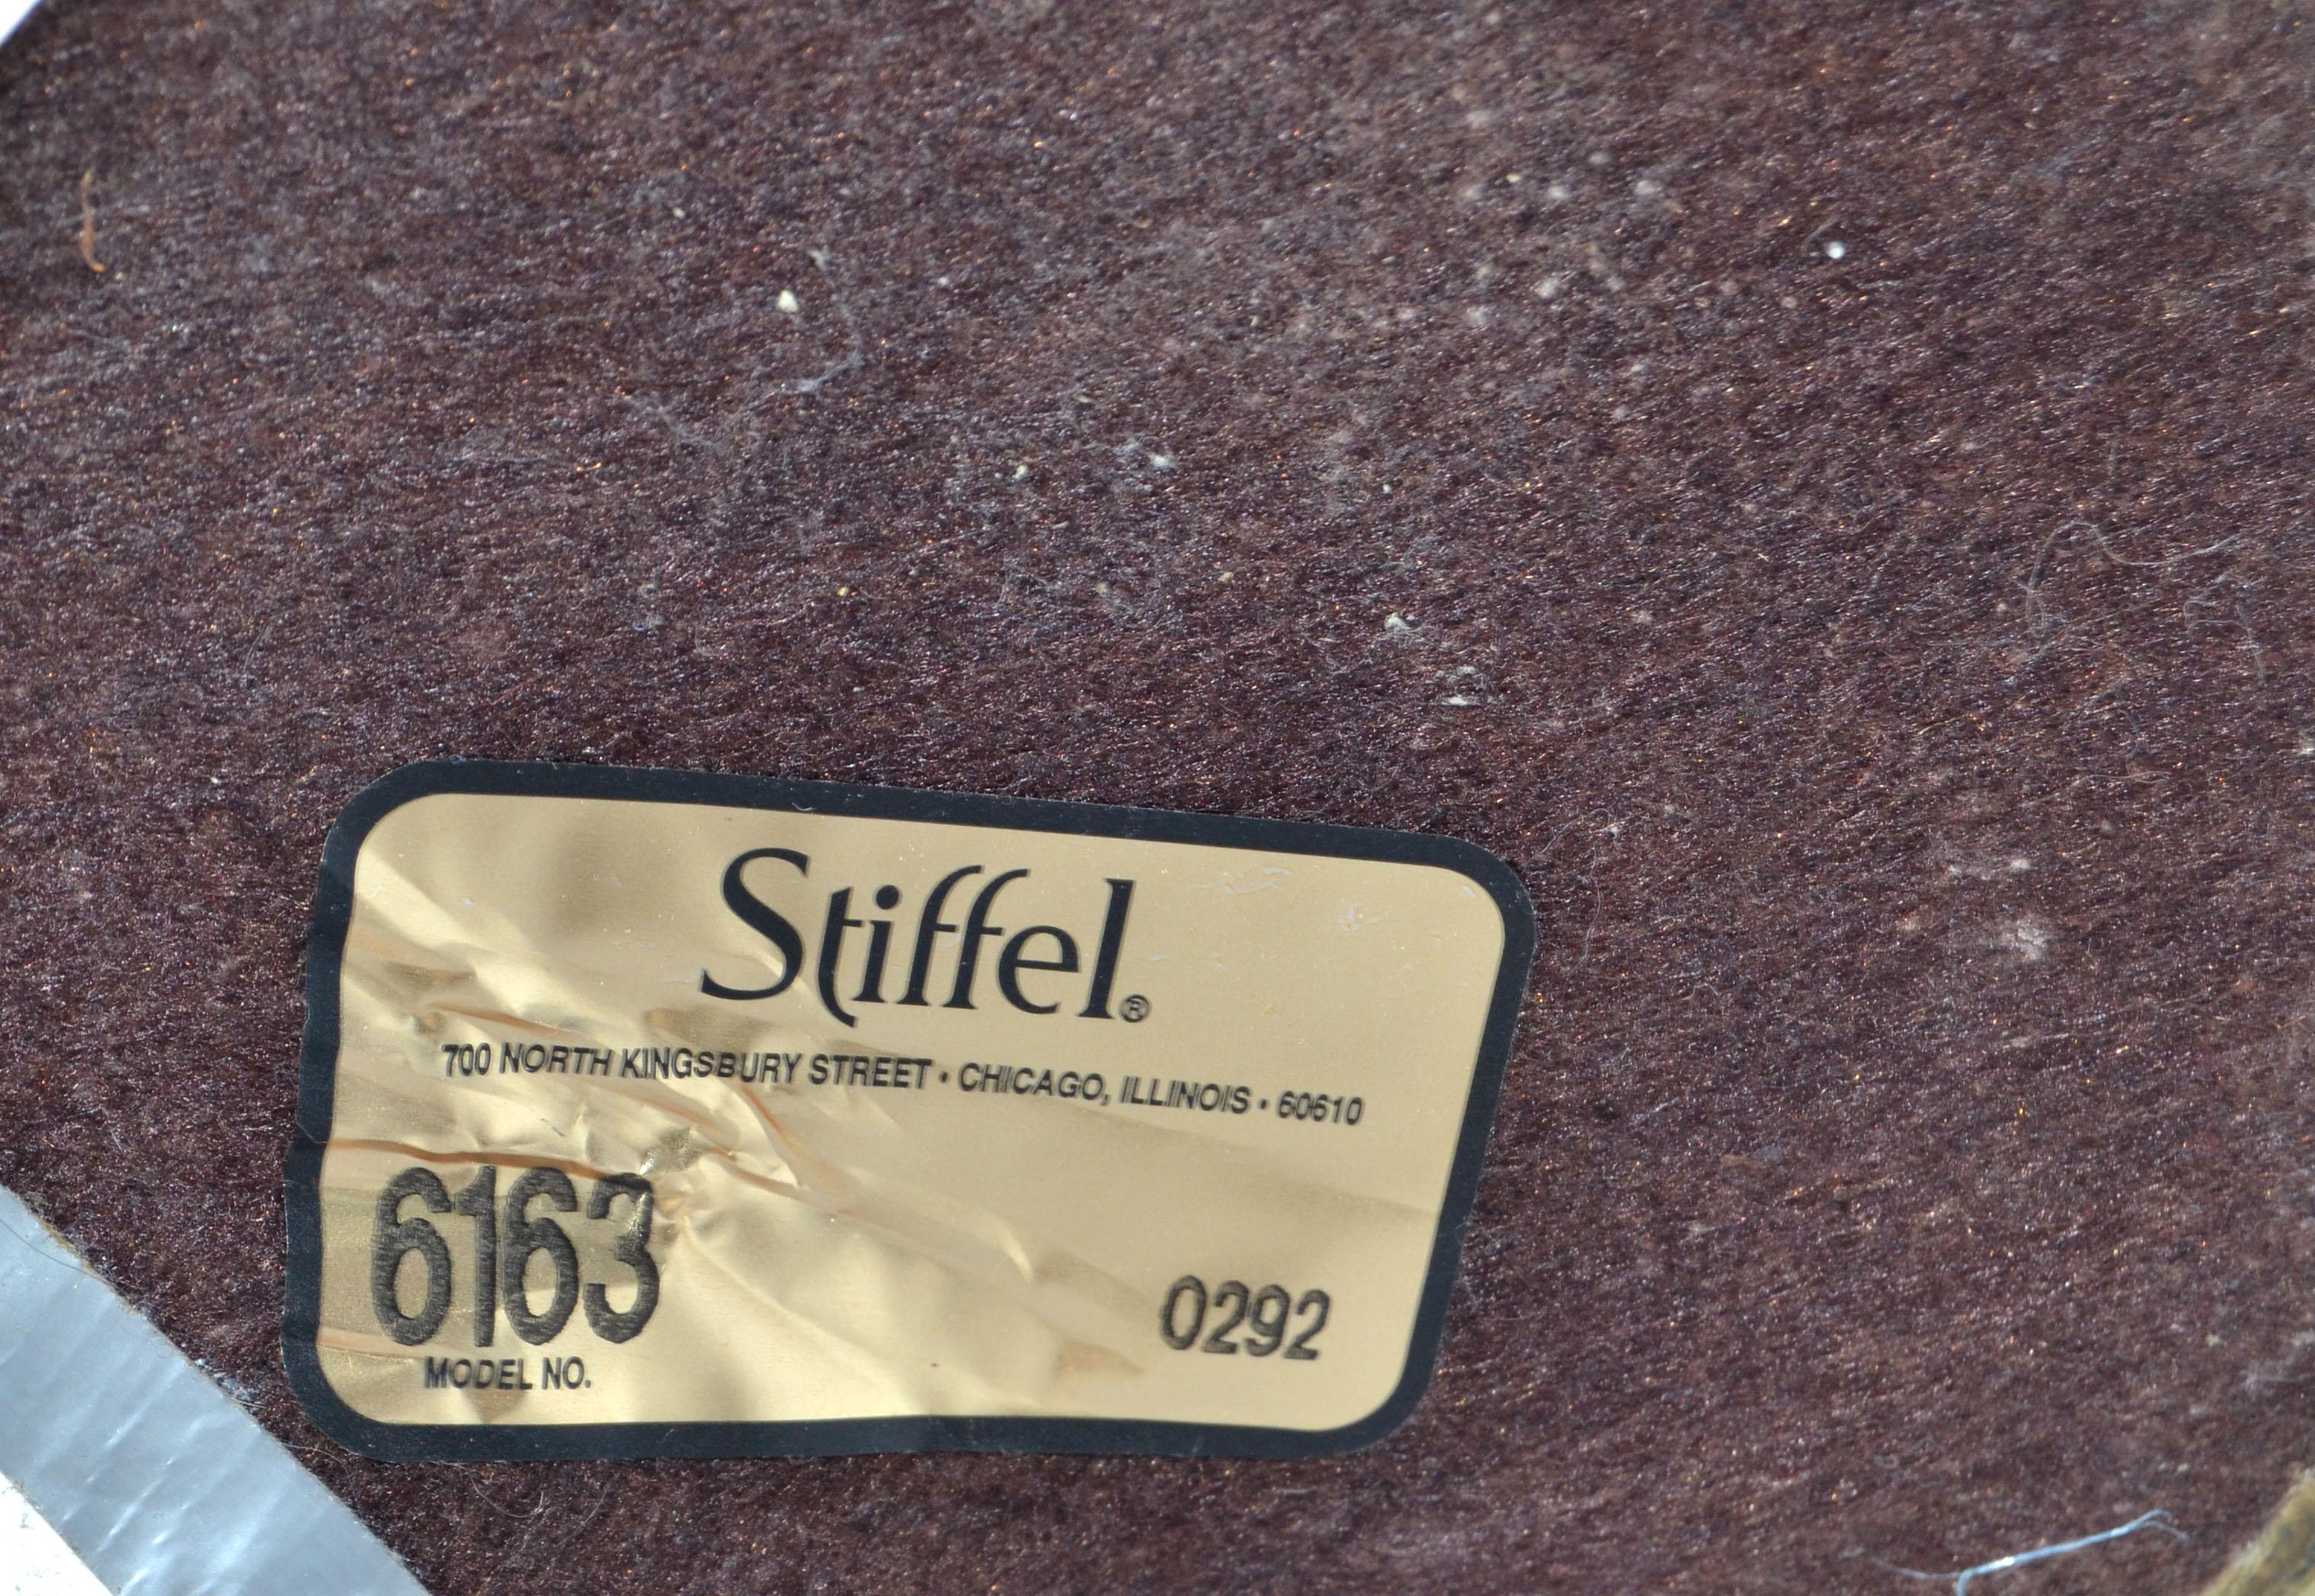 Stiffel®
700 NORTH KINGSBURY STREET • CHICAGO, ILLINOIS • 60610
6163
0292
MODEL NO.